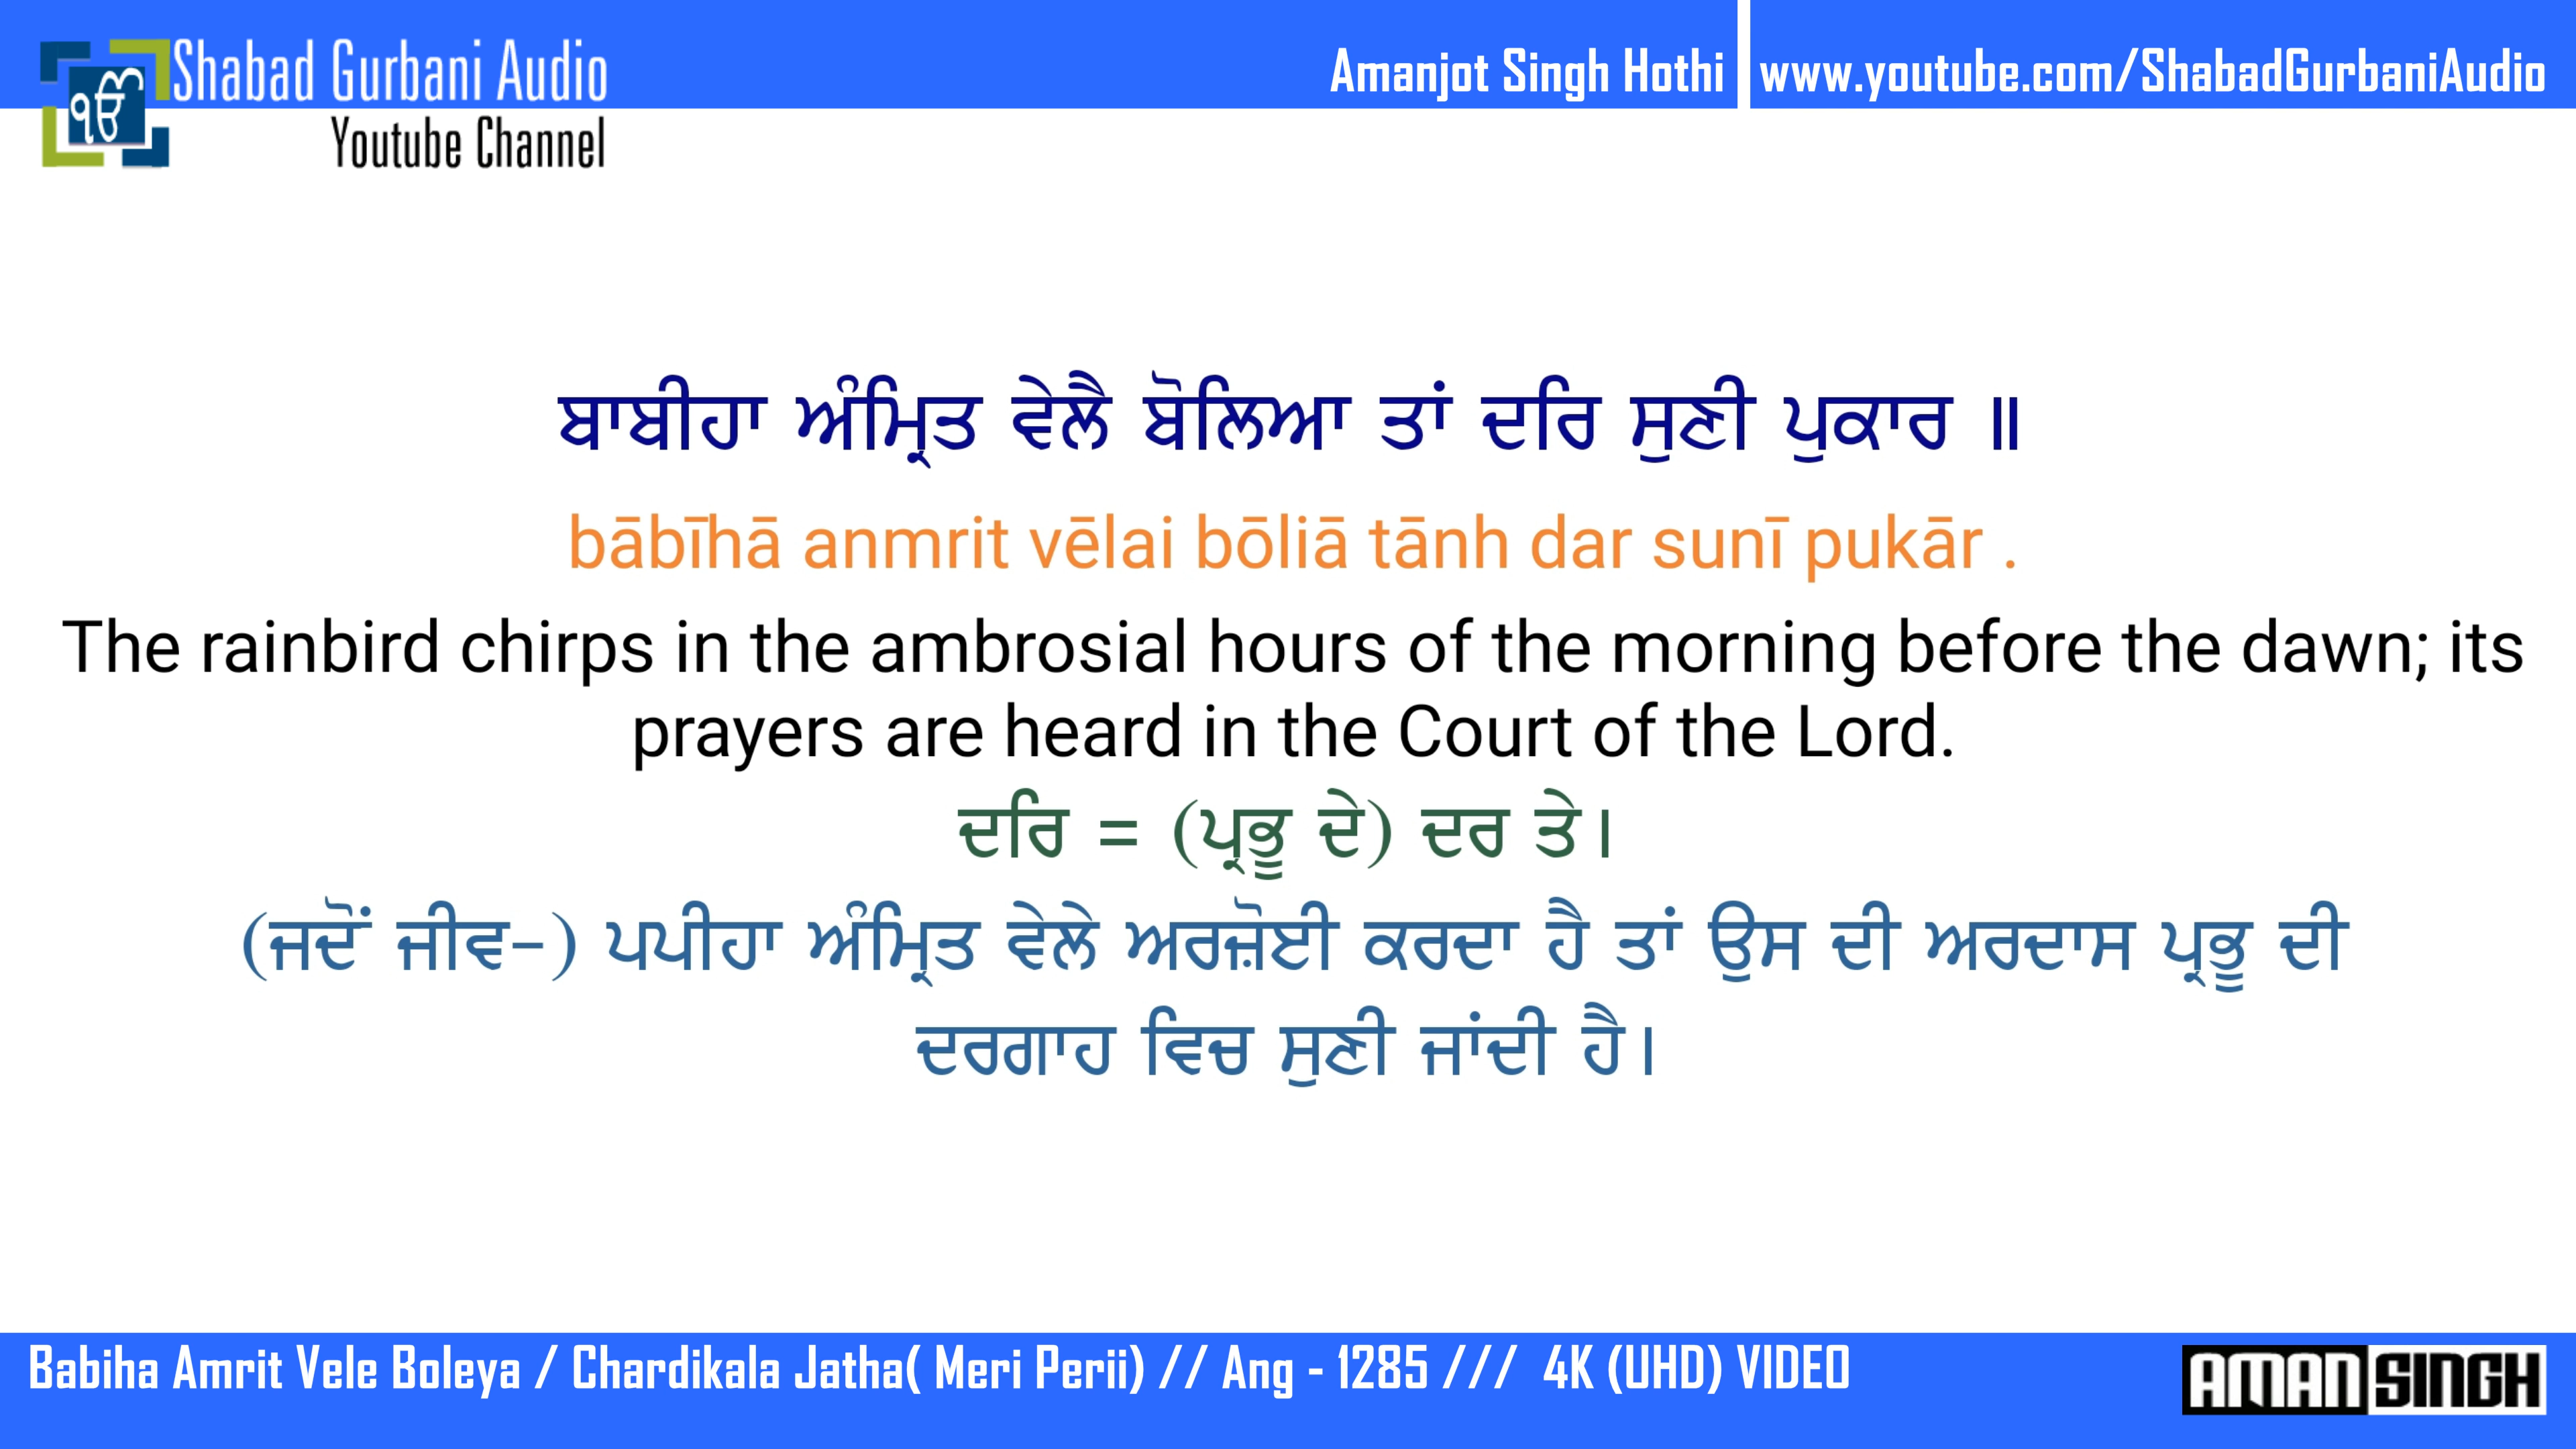 Shabad Gurbani Audio
Youtube Channel
ੴ
Amanjot Singh Hothi
www.youtube.com/ShabadGurbaniAudio
ਬਾਬੀਹਾ ਅੰਮ੍ਰਿਤ ਵੇਲੈ ਬੋਲਿਆ ਤਾਂ ਦਰਿ ਸੁਣੀ ਪੁਕਾਰ ॥
bābīhā anmrit vēlai bōliā tānh dar sunī pukār .
The rainbird chirps in the ambrosial hours of the morning before the dawn; its
prayers are heard in the Court of the Lord.
ਦਰਿ = (ਪ੍ਰਭੂ ਦੇ) ਦਰ ਤੇ।
(ਜਦੋਂ ਜੀਵ-) ਪਪੀਹਾ ਅੰਮ੍ਰਿਤ ਵੇਲੇ ਅਰਜ਼ੋਈ ਕਰਦਾ ਹੈ ਤਾਂ ਉਸ ਦੀ ਅਰਦਾਸ ਪ੍ਰਭੂ ਦੀ
ਦਰਗਾਹ ਵਿਚ ਸੁਣੀ ਜਾਂਦੀ ਹੈ।
Babiha Amrit Vele Boleya / Chardikala Jatha( Meri Perii) // Ang - 1285 /// 4K (UHD) VIDEO
AMAN SINGH